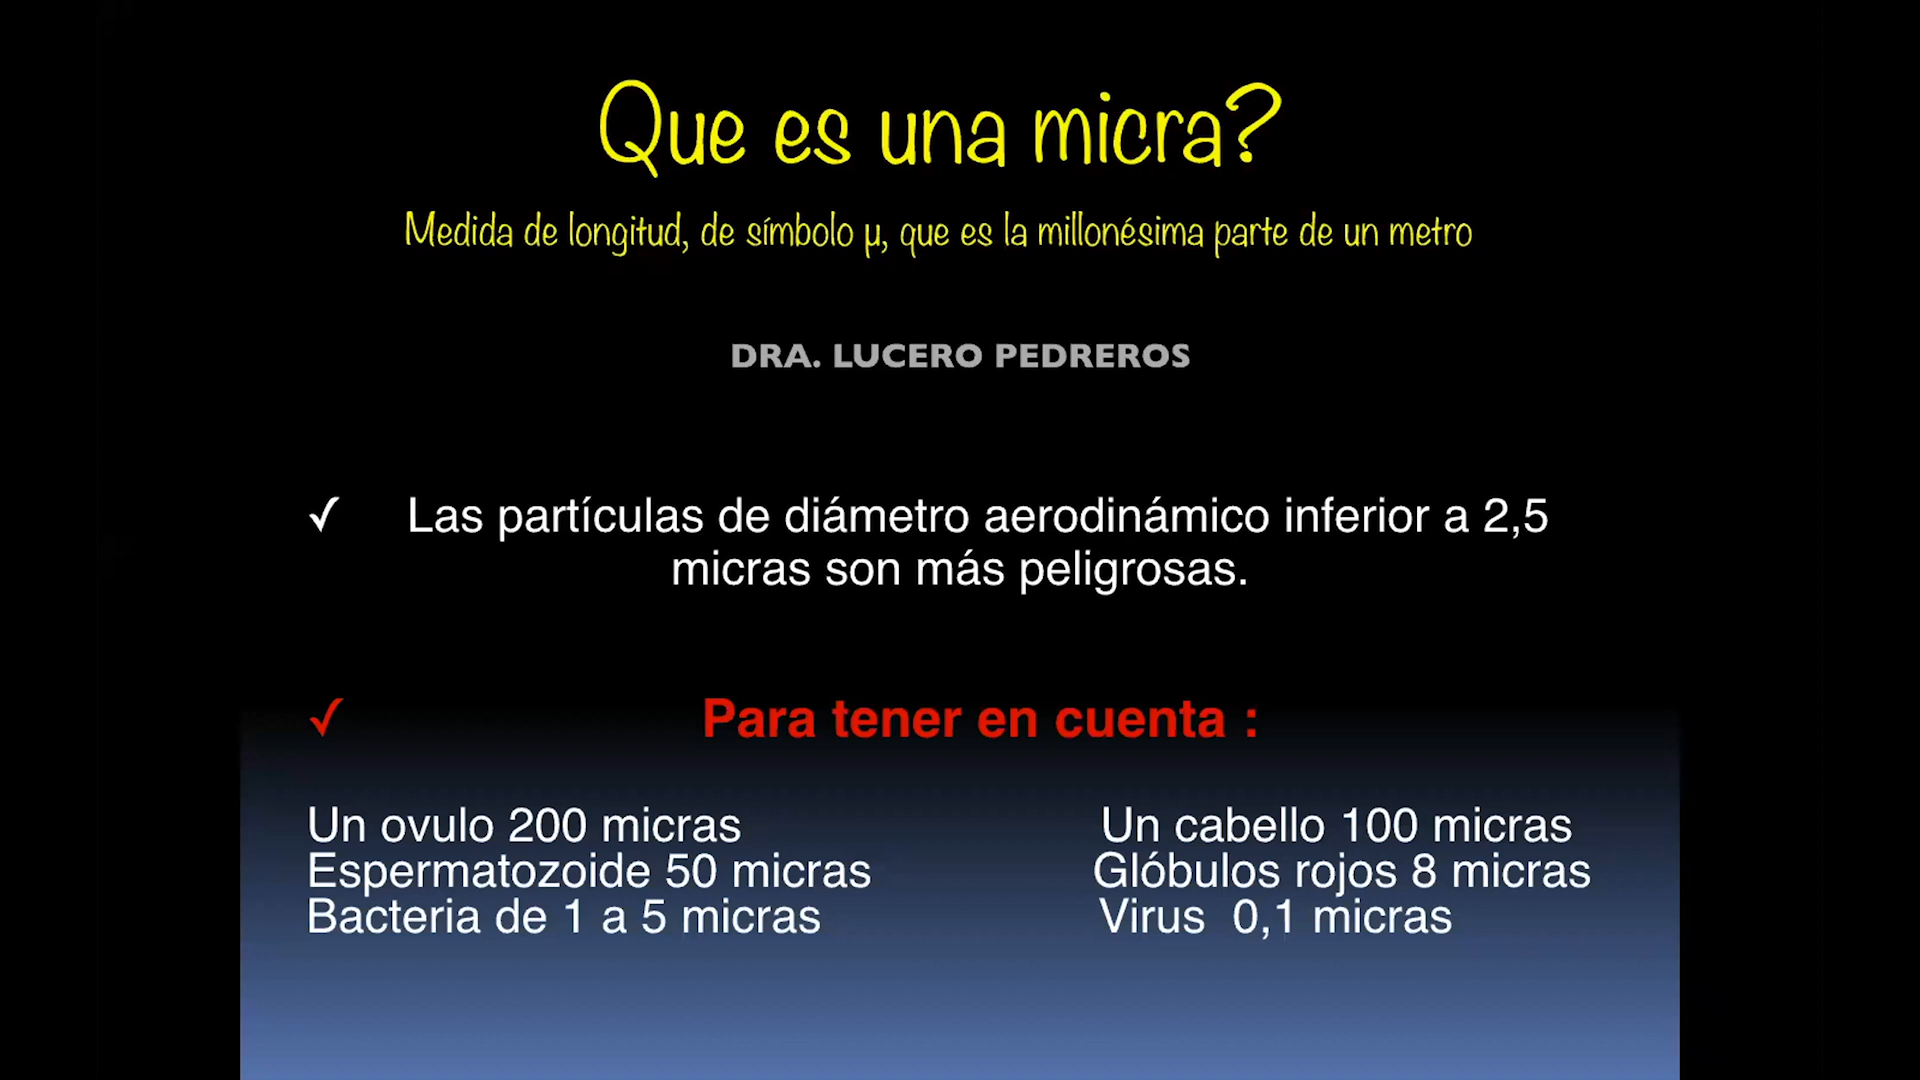 Que es una micra?
Medida de longitud, de símbolo µ, que es la millonésima parte de un metro
DRA. LUCERO PEDREROS
✓ Las partículas de diámetro aerodinámico inferior a 2,5
micras son más peligrosas.
✓ Para tener en cuenta :
Un ovulo 200 micras Un cabello 100 micras
Espermatozoide 50 micras Glóbulos rojos 8 micras
Bacteria de 1 a 5 micras Virus 0,1 micras